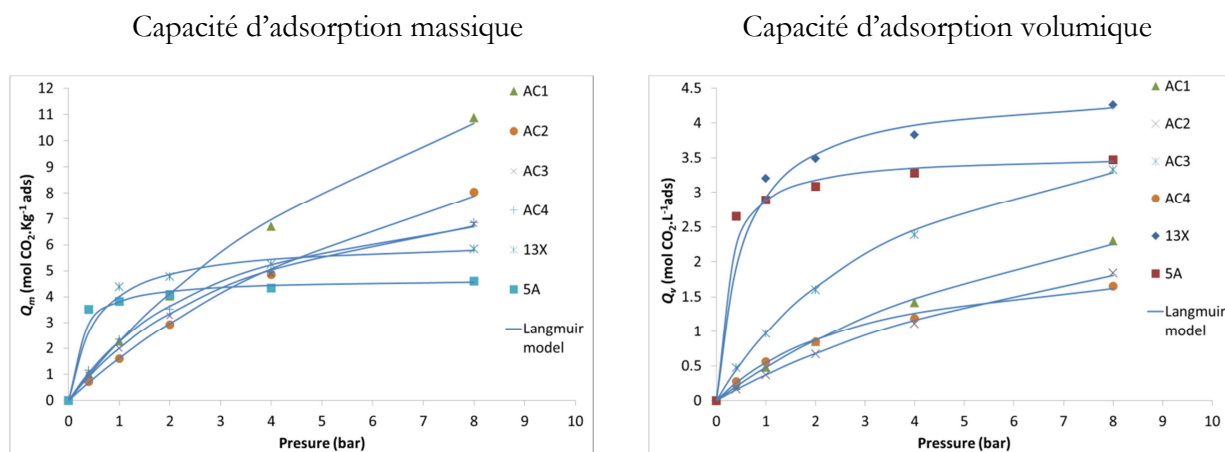 Capacité d’adsorption massique
12
11
10
9
8
7
6
5
4
3
2
1
0
Qm (mol CO2.Kg-1 ads)
0 1 2 3 4 5 6 7 8 9 10
Presure (bar)
AC1
AC2
AC3
AC4
13X
5A
Langmuir
model
Capacité d’adsorption volumique
4.5
4
3.5
3
2.5
2
1.5
1
0.5
0
Qv (mol CO2.L-1ads)
0 1 2 3 4 5 6 7 8 9 10
Pressure (bar)
AC1
AC2
AC3
AC4
13X
5A
Langmuir
model